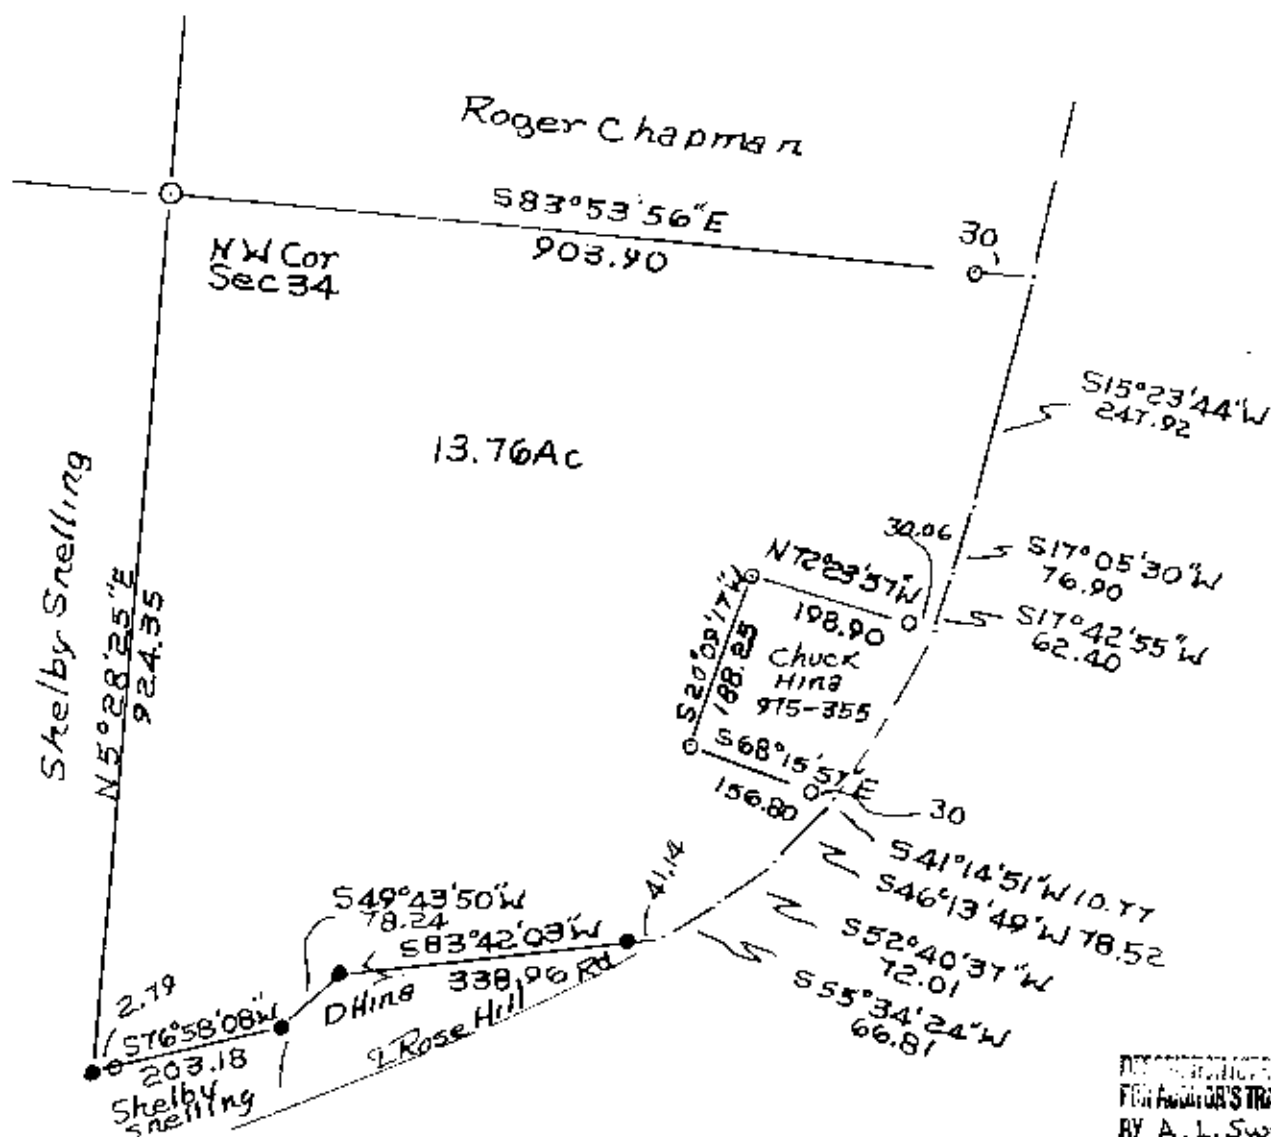 Roger Chapman
S83°53'56"E
903.90
30
NW Cor
Sec 34
S15°23'44"W
247.92
13.76Ac
Shelby Snelling
N5°28'25"E
924.35
30.06
N72°23'57"W
198.90
S17°05'30"W
76.90
S17°42'55"W
62.40
S20°09'17"W
188.25
Chuck
Hina
975-355
S68°15'57"E
156.80
30
S41°14'51"W 10.77
S46°13'49"W 78.52
S52°40'37"W
72.01
S55°34'24"W
66.81
41.14
S49°43'50"W
78.24
S83°42'03"W
338.96
DHina
Rose Hill Rd
2.79
S76°58'08"W
203.18
Shelby
Snelling
FOR AUDITOR'S
BY A. L.